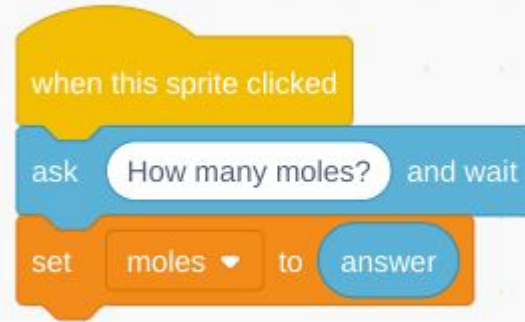 when this sprite clicked
ask How many moles? and wait
set moles to answer